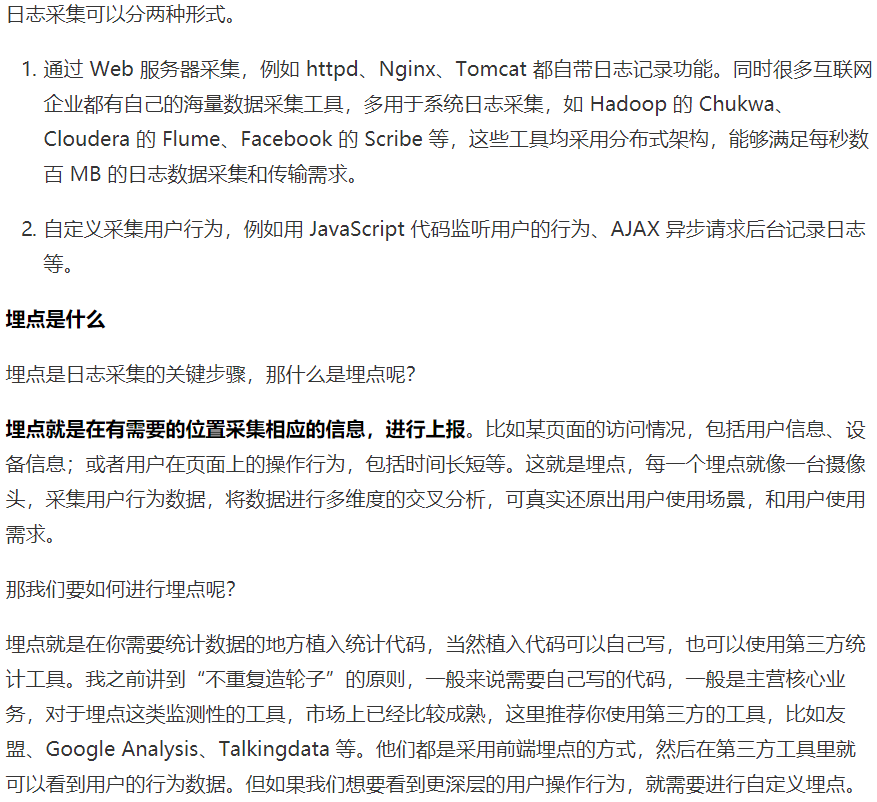 日志采集可以分两种形式。
1. 通过 Web 服务器采集，例如 httpd、Nginx、Tomcat 都自带日志记录功能。同时很多互联网
企业都有自己的海量数据采集工具，多用于系统日志采集，如 Hadoop 的 Chukwa、
Cloudera 的 Flume、Facebook 的 Scribe 等，这些工具均采用分布式架构，能够满足每秒数
百 MB 的日志数据采集和传输需求。
2. 自定义采集用户行为，例如用 JavaScript 代码监听用户的行为、AJAX 异步请求后台记录日志
等。
埋点是什么
埋点是日志采集的关键步骤，那什么是埋点呢？
埋点就是在有需要的位置采集相应的信息，进行上报。比如某页面的访问情况，包括用户信息、设
备信息；或者用户在页面上的操作行为，包括时间长短等。这就是埋点，每一个埋点就像一台摄像
头，采集用户行为数据，将数据进行多维度的交叉分析，可真实还原出用户使用场景，和用户使用
需求。
那我们要如何进行埋点呢？
埋点就是在你需要统计数据的地方植入统计代码，当然植入代码可以自己写，也可以使用第三方统
计工具。我之前讲到“不重复造轮子”的原则，一般来说需要自己写的代码，一般是主营核心业
务，对于埋点这类监测性的工具，市场上已经比较成熟，这里推荐你使用第三方的工具，比如友
盟、Google Analysis、Talkingdata 等。他们都是采用前端埋点的方式，然后在第三方工具里就
可以看到用户的行为数据。但如果我们想要看到更深层的用户操作行为，就需要进行自定义埋点。